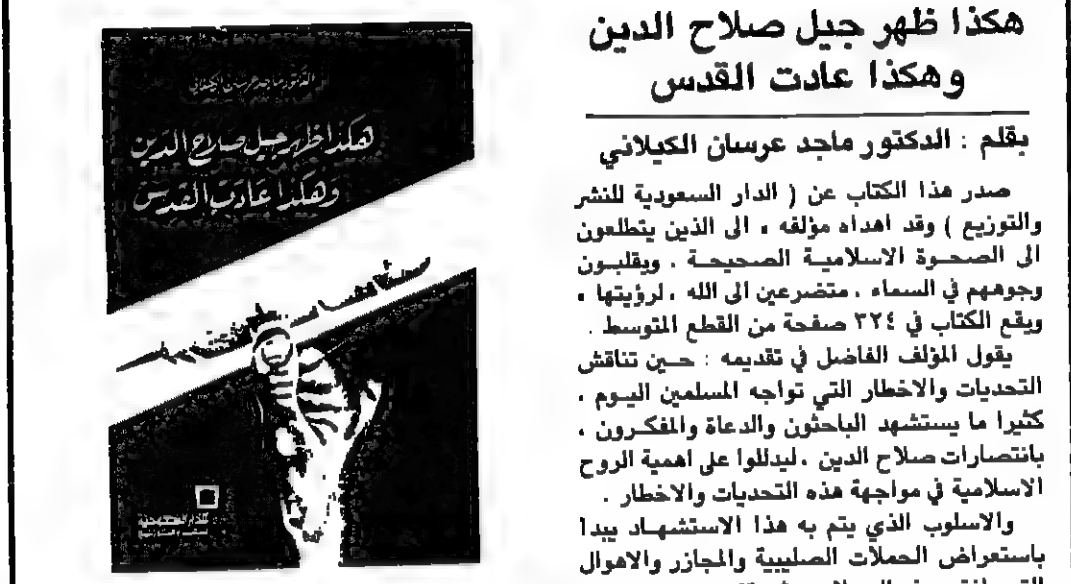 هكذا ظهر جيل صلاح الدين
وهكذا عادت القدس
بقلم : الدكتور ماجد عرسان الكيلاني
صدر هذا الكتاب عن ( الدار السعودية للنشر
والتوزيع ) وقد اهداه مؤلفه ، الى الذين يتطلعون
الى الصحوة الاسلامية الصحيحة . ويقلبون
وجوههم في السماء ، متضرعين الى الله ، لرؤيتها ،
ويقع الكتاب في ٣٢٤ صفحة من القطع المتوسط .
يقول المؤلف الفاضل في تقديمه : حين تناقش
التحديات والاخطار التي تواجه المسلمين اليوم ،
كثيرا ما يستشهد الباحثون والدعاة والمفكرون ،
بانتصارات صلاح الدين ، ليدللوا على اهمية الروح
الاسلامية في مواجهة هذه التحديات والاخطار .
والاسلوب الذي يتم به هذا الاستشهاد يبدا
باستعراض الحملات الصليبية والمجازر والاهوال
الدكتور ماجد عرسان الكيلاني
هكذا ظهر جيل صلاح الدين
وهكذا عادت القدس